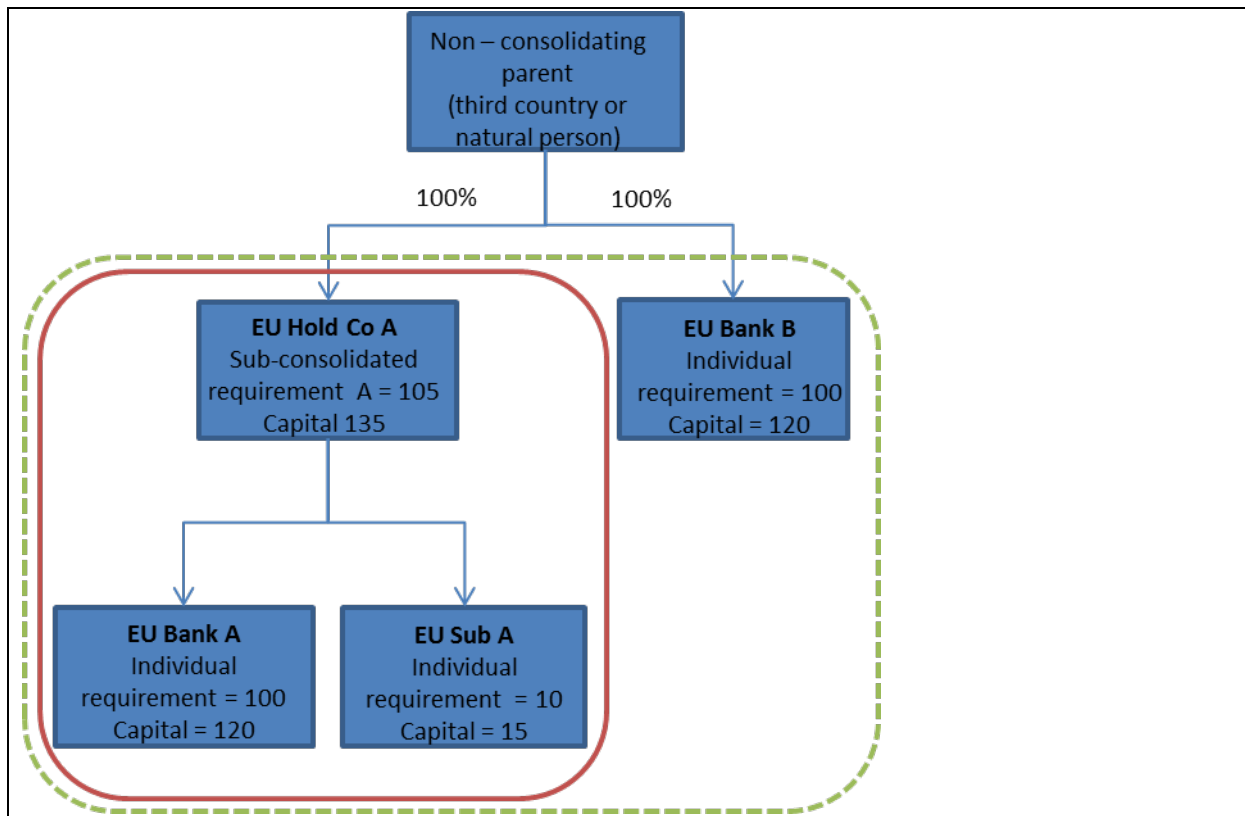 Non – consolidating
parent
(third country or
natural person)
100%
100%
EU Hold Co A
Sub-consolidated
requirement A = 105
Capital 135
EU Bank B
Individual
requirement = 100
Capital = 120
EU Bank A
Individual
requirement = 100
Capital = 120
EU Sub A
Individual
requirement = 10
Capital = 15